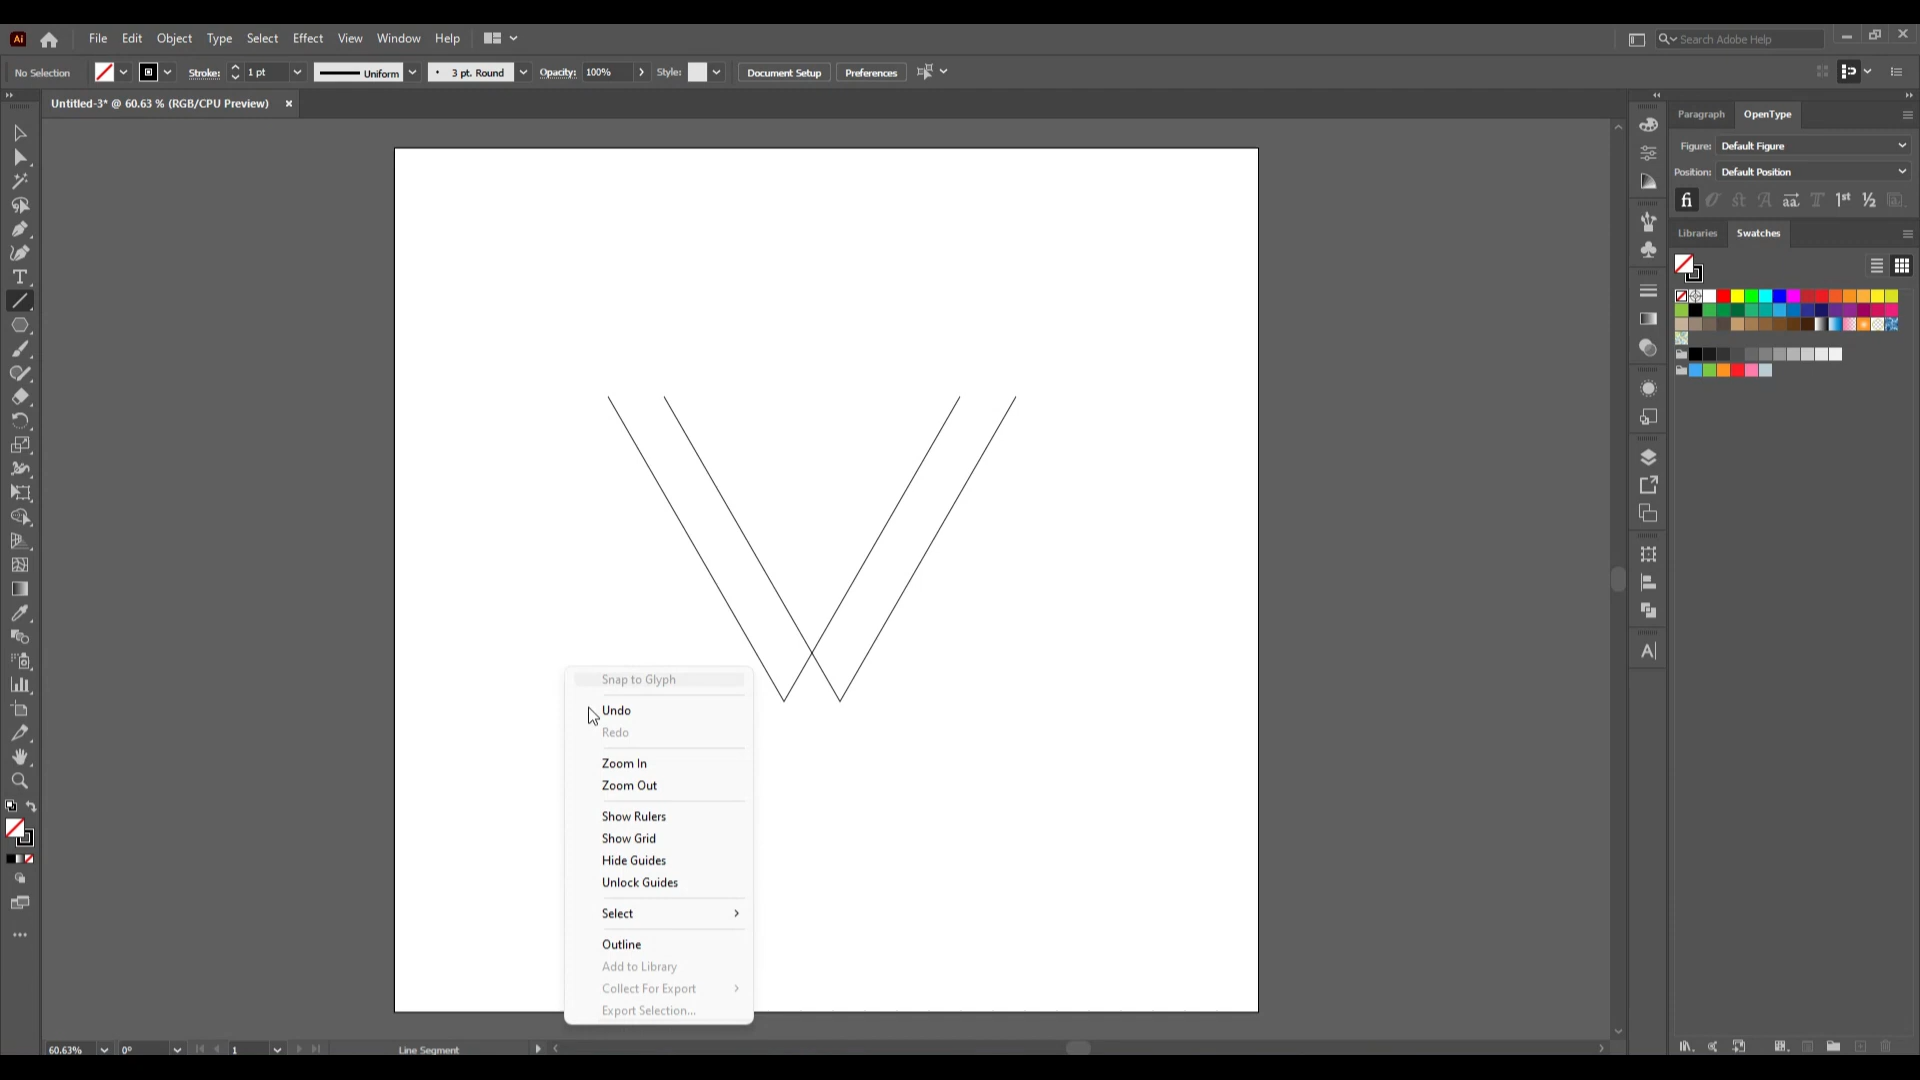 Ai File Edit Object Type Select Effect View Window Help Search Adobe Help
No Selection Stroke: 1 pt Uniform 3 pt. Round Opacity: 100% Style: Document Setup Preferences
Untitled-3* @ 60.63 % (RGB/CPU Preview)
Paragraph OpenType
Figure: Default Figure
Position: Default Position
Libraries Swatches
Snap to Glyph
Undo
Redo
Zoom In
Zoom Out
Show Rulers
Show Grid
Hide Guides
Unlock Guides
Select
Outline
Add to Library
Collect For Export
Export Selection...
60.63% 0° 1 Line Segment